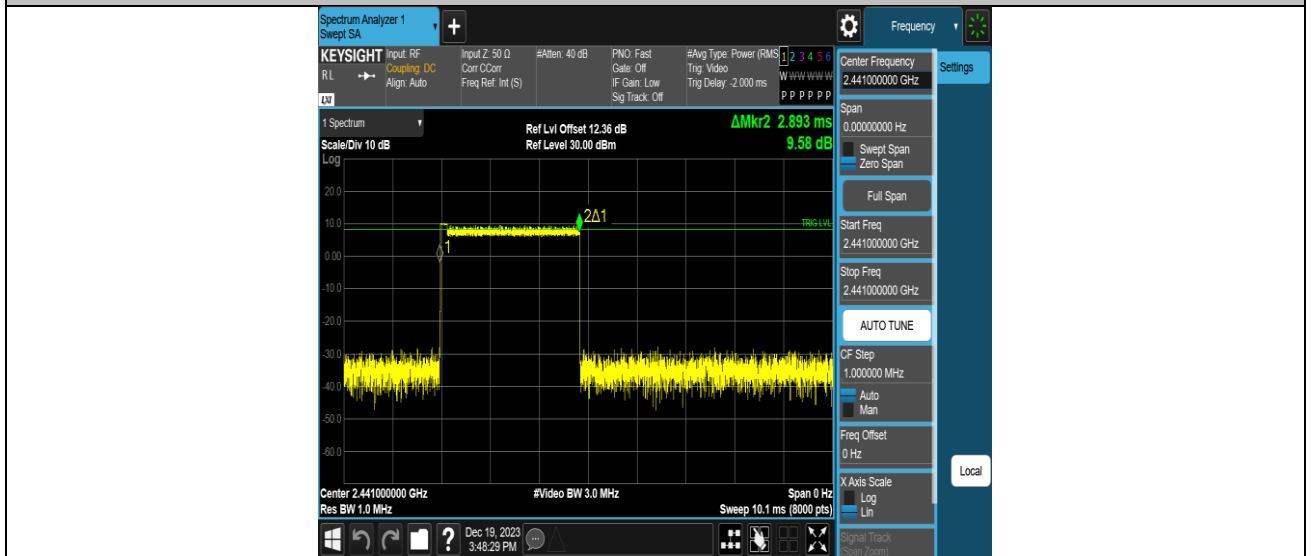 Spectrum Analyzer 1
Swept SA
+
Frequency
KEYSIGHT
Input: RF
Input Z: 50 Ω
#Atten: 40 dB
PNO: Fast
#Avg Type: Power (RMS
1 2 3 4 5 6
RL
Coupling: DC
Corr CCorr
Gate: Off
Trig: Video
W W W W W W
Align: Auto
Freq Ref: Int (S)
IF Gain: Low
Trig Delay: -2.000 ms
P P P P P P
LXI
Sig Track: Off
1 Spectrum
Ref Lvl Offset 12.36 dB
ΔMkr2 2.893 ms
Scale/Div 10 dB
Ref Level 30.00 dBm
9.58 dB
Log
20.0
10.0
0.00
-10.0
-20.0
-30.0
-40.0
-50.0
-60.0
2Δ1
1
TRIG LVL
Center 2.441000000 GHz
#Video BW 3.0 MHz
Span 0 Hz
Res BW 1.0 MHz
Sweep 10.1 ms (8000 pts)
?
Dec 19, 2023
3:48:29 PM
Center Frequency
2.441000000 GHz
Settings
Span
0.00000000 Hz
Swept Span
Zero Span
Full Span
Start Freq
2.441000000 GHz
Stop Freq
2.441000000 GHz
AUTO TUNE
CF Step
1.000000 MHz
Auto
Man
Freq Offset
0 Hz
Local
X Axis Scale
Log
Lin
Signal Track
(Span Zoom)